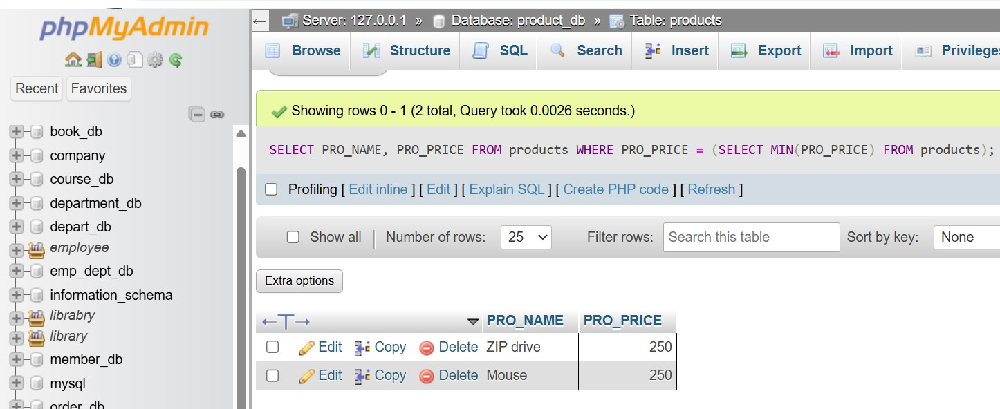 phpMyAdmin
Recent Favorites
book_db
company
course_db
department_db
depart_db
employee
emp_dept_db
information_schema
librabry
library
member_db
mysql
order_db
Server: 127.0.0.1 » Database: product_db » Table: products
Browse Structure SQL Search Insert Export Import Privileges
Showing rows 0 - 1 (2 total, Query took 0.0026 seconds.)
SELECT PRO_NAME, PRO_PRICE FROM products WHERE PRO_PRICE = (SELECT MIN(PRO_PRICE) FROM products);
Profiling [ Edit inline ] [ Edit ] [ Explain SQL ] [ Create PHP code ] [ Refresh ]
Show all Number of rows: 25 Filter rows: Search this table Sort by key: None
Extra options
←T→ PRO_NAME PRO_PRICE
Edit Copy Delete ZIP drive 250
Edit Copy Delete Mouse 250